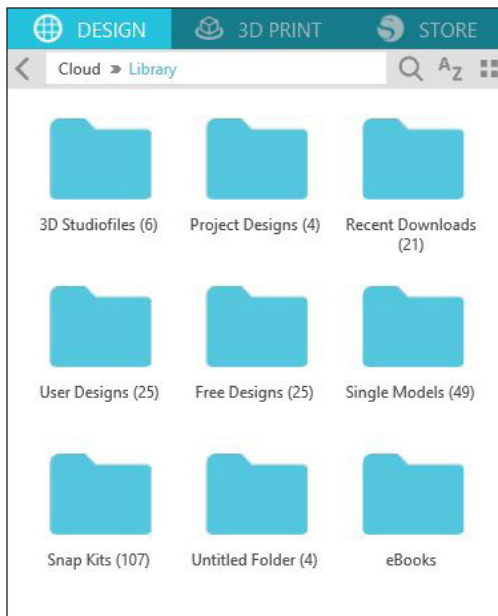 DESIGN 3D PRINT STORE
Cloud » Library AZ
3D Studiofiles (6) Project Designs (4) Recent Downloads
(21)
User Designs (25) Free Designs (25) Single Models (49)
Snap Kits (107) Untitled Folder (4) eBooks